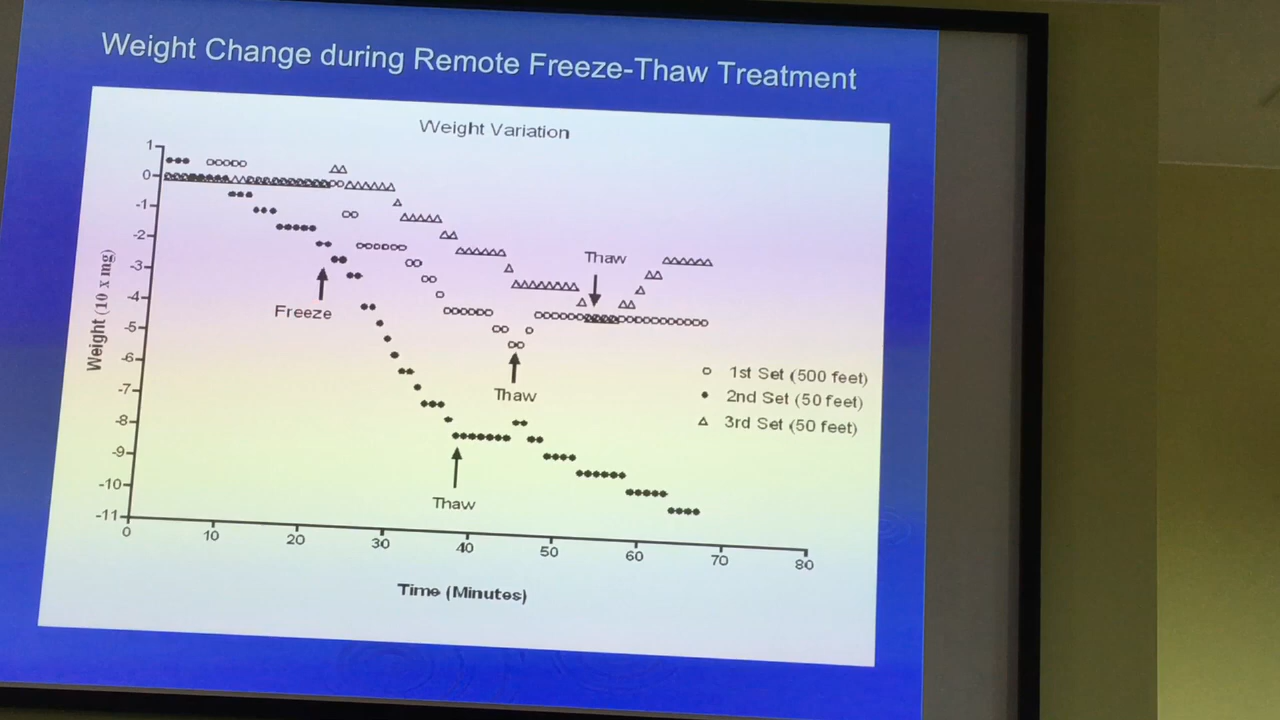 Weight Change during Remote Freeze-Thaw Treatment
Weight Variation
1
0
-1
-2
-3
-4
-5
-6
-7
-8
-9
-10
-11
Weight (10 x mg)
Freeze
Thaw
Thaw
Thaw
1st Set (500 feet)
2nd Set (50 feet)
3rd Set (50 feet)
0 10 20 30 40 50 60 70 80
Time (Minutes)